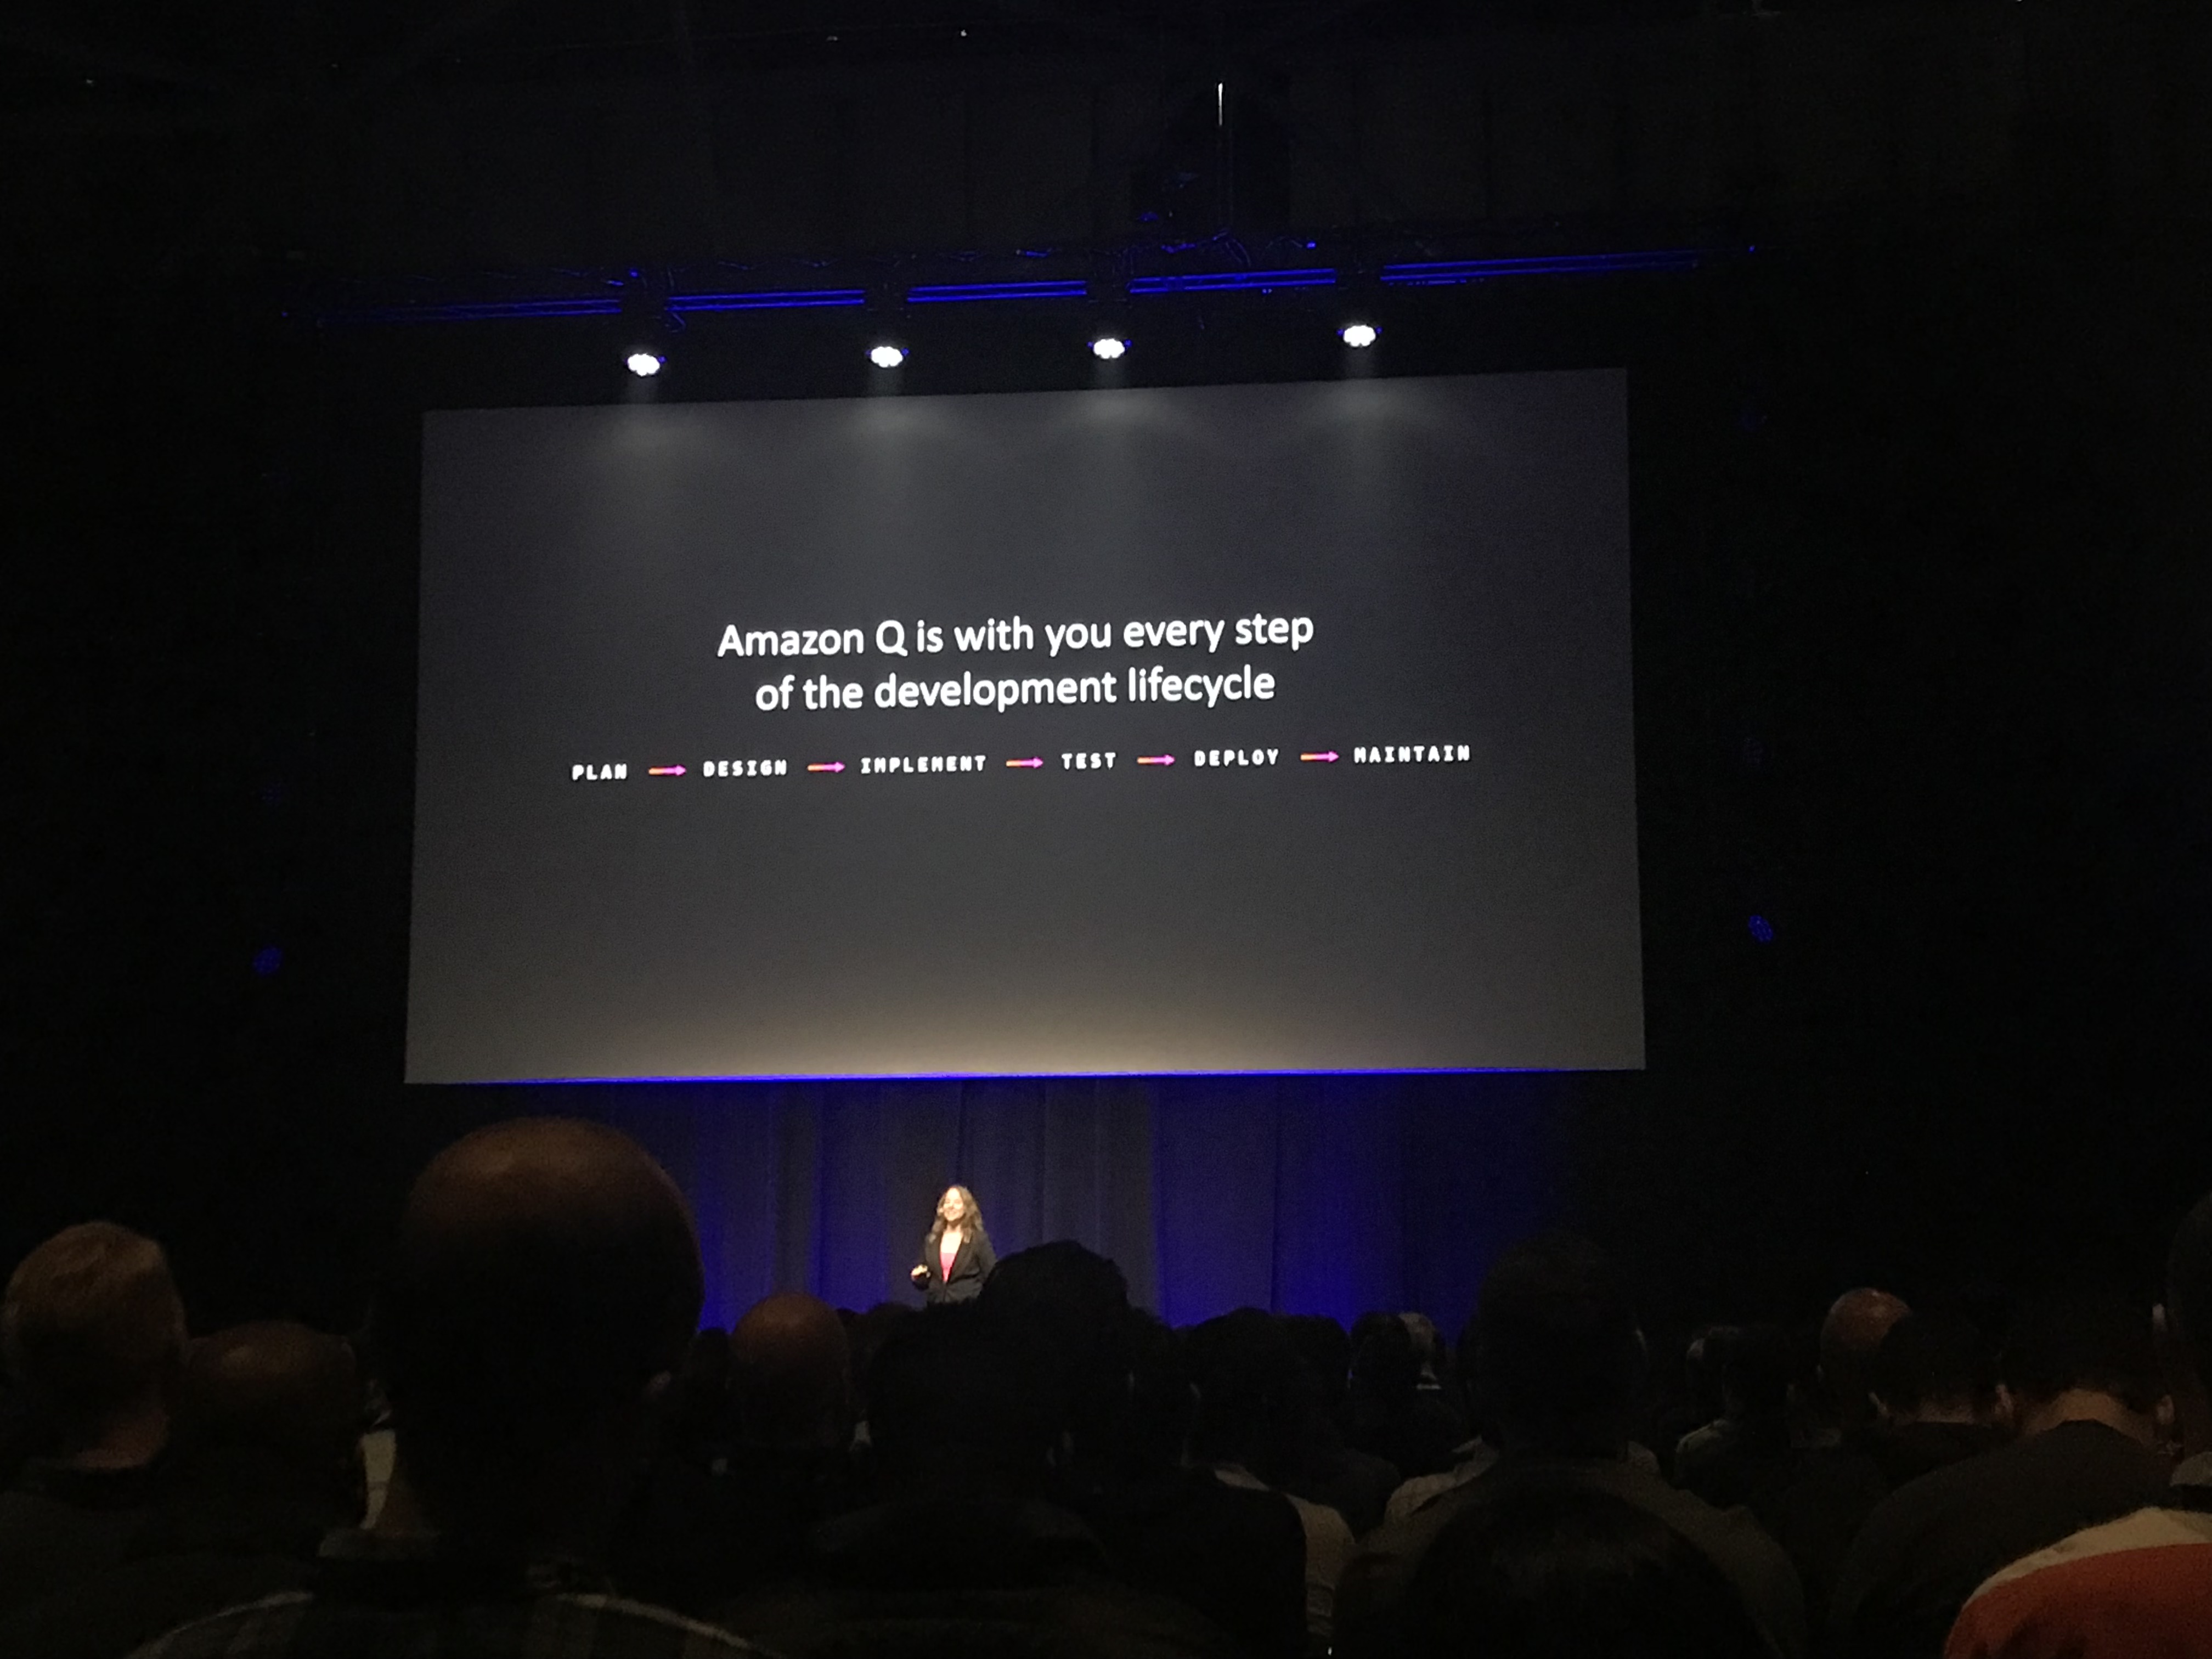 Amazon Q is with you every step
of the development lifecycle
PLAN → DESIGN → IMPLEMENT → TEST → DEPLOY → MAINTAIN